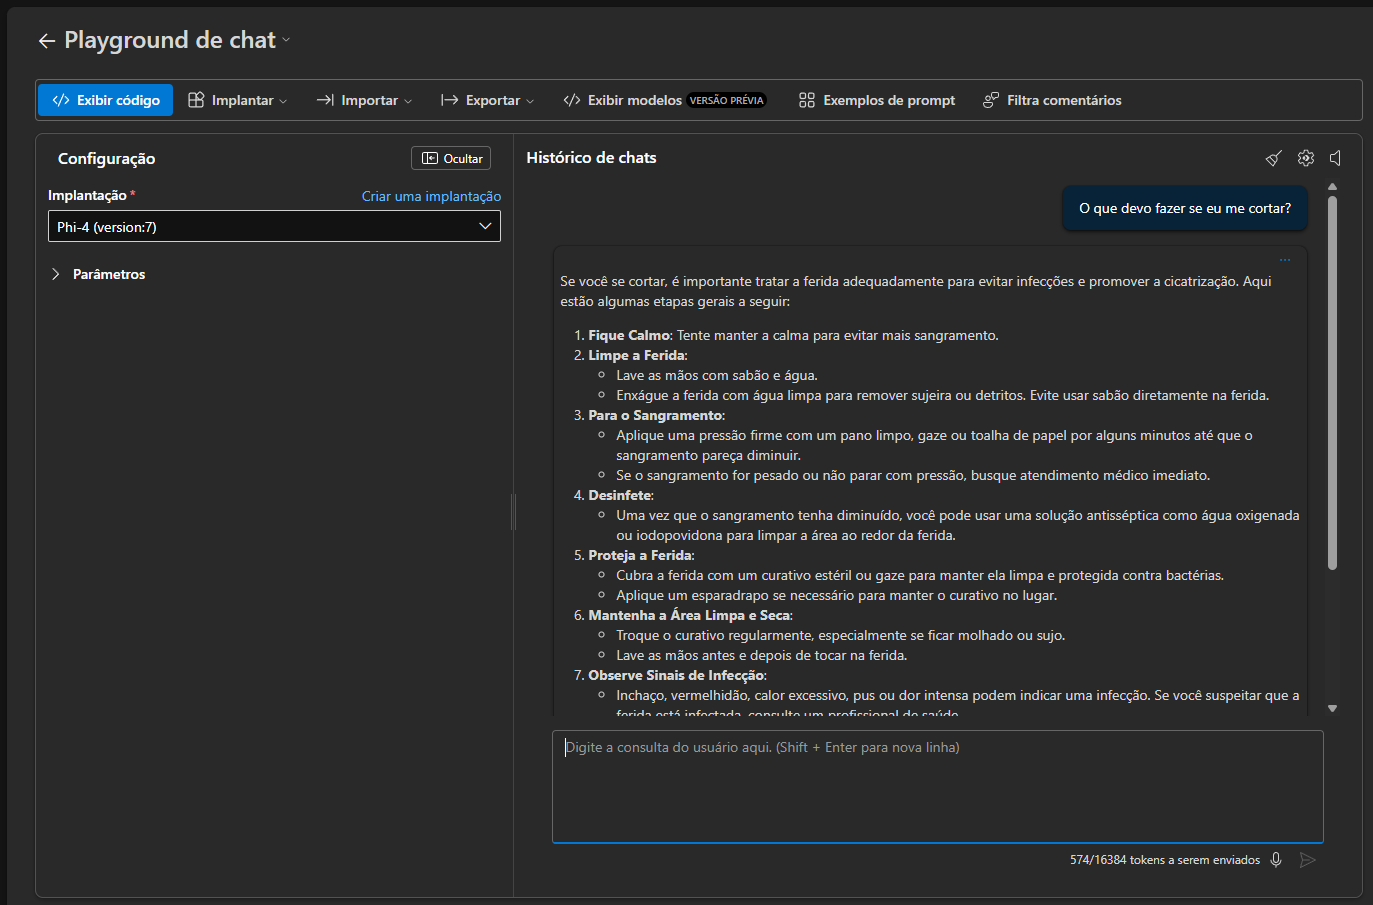 Playground de chat
Exibir código
Implantar
Importar
Exportar
Exibir modelos VERSÃO PRÉVIA
Exemplos de prompt
Filtra comentários
Configuração
Ocultar
Implantação *
Criar uma implantação
Phi-4 (version:7)
Parâmetros
Histórico de chats
O que devo fazer se eu me cortar?
Se você se cortar, é importante tratar a ferida adequadamente para evitar infecções e promover a cicatrização. Aqui
estão algumas etapas gerais a seguir:
1. Fique Calmo: Tente manter a calma para evitar mais sangramento.
2. Limpe a Ferida:
Lave as mãos com sabão e água.
Enxágue a ferida com água limpa para remover sujeira ou detritos. Evite usar sabão diretamente na ferida.
3. Para o Sangramento:
Aplique uma pressão firme com um pano limpo, gaze ou toalha de papel por alguns minutos até que o
sangramento pareça diminuir.
Se o sangramento for pesado ou não parar com pressão, busque atendimento médico imediato.
4. Desinfete:
Uma vez que o sangramento tenha diminuído, você pode usar uma solução antisséptica como água oxigenada
ou iodopovidona para limpar a área ao redor da ferida.
5. Proteja a Ferida:
Cubra a ferida com um curativo estéril ou gaze para manter ela limpa e protegida contra bactérias.
Aplique um esparadrapo se necessário para manter o curativo no lugar.
6. Mantenha a Área Limpa e Seca:
Troque o curativo regularmente, especialmente se ficar molhado ou sujo.
Lave as mãos antes e depois de tocar na ferida.
7. Observe Sinais de Infecção:
Inchaço, vermelhidão, calor excessivo, pus ou dor intensa podem indicar uma infecção. Se você suspeitar que a
ferida está infectada, consulte um profissional de saúde.
Digite a consulta do usuário aqui. (Shift + Enter para nova linha)
574/16384 tokens a serem enviados